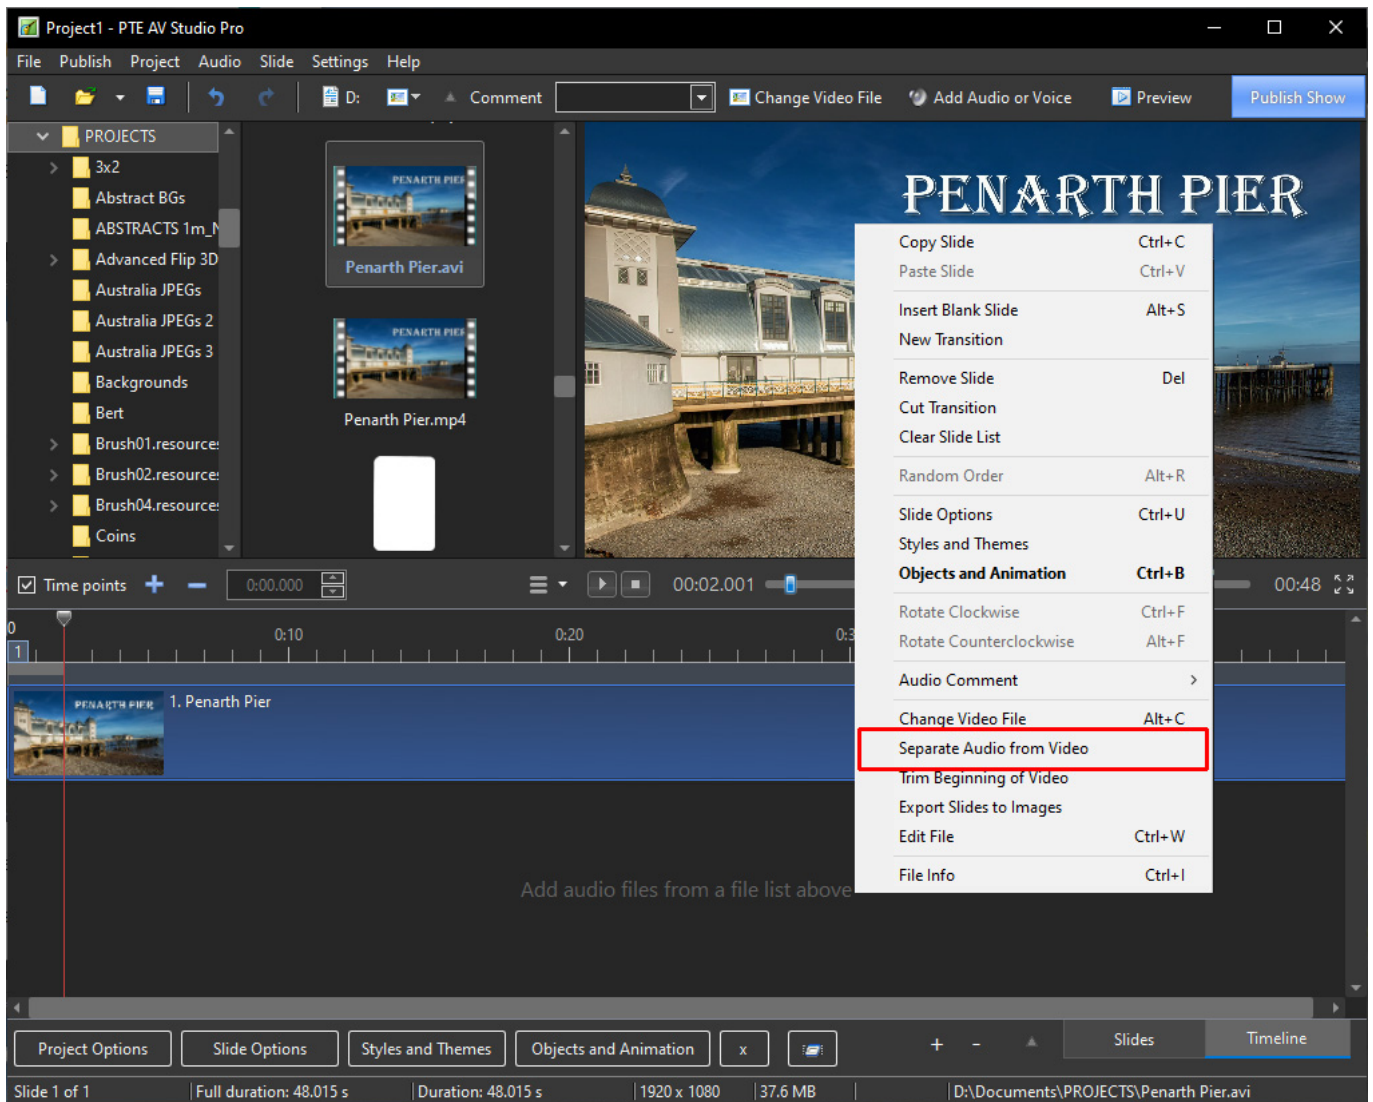 Project1 - PTE AV Studio Pro
File Publish Project Audio Slide Settings Help
D: Comment Change Video File Add Audio or Voice Preview Publish Show
PROJECTS
3x2
Abstract BGs
ABSTRACTS 1m_N
Advanced Flip 3D
Australia JPEGs
Australia JPEGs 2
Australia JPEGs 3
Backgrounds
Bert
Brush01.resource
Brush02.resource
Brush04.resource
Coins
PENARTH PIER
Penarth Pier.avi
PENARTH PIER
Penarth Pier.mp4
PENARTH PIER
Copy Slide Ctrl+C
Paste Slide Ctrl+V
Insert Blank Slide Alt+S
New Transition
Remove Slide Del
Cut Transition
Clear Slide List
Random Order Alt+R
Slide Options Ctrl+U
Styles and Themes
Objects and Animation Ctrl+B
Rotate Clockwise Ctrl+F
Rotate Counterclockwise Alt+F
Audio Comment
Change Video File Alt+C
Separate Audio from Video
Trim Beginning of Video
Export Slides to Images
Edit File Ctrl+W
File Info Ctrl+I
Time points 0:00.000 00:02.001 00:48
0 0:10 0:20 0:3
1
PENARTH PIER
1. Penarth Pier
Add audio files from a file list above
Project Options Slide Options Styles and Themes Objects and Animation x + - Slides Timeline
Slide 1 of 1 Full duration: 48.015 s Duration: 48.015 s 1920 x 1080 37.6 MB D:\Documents\PROJECTS\Penarth Pier.avi